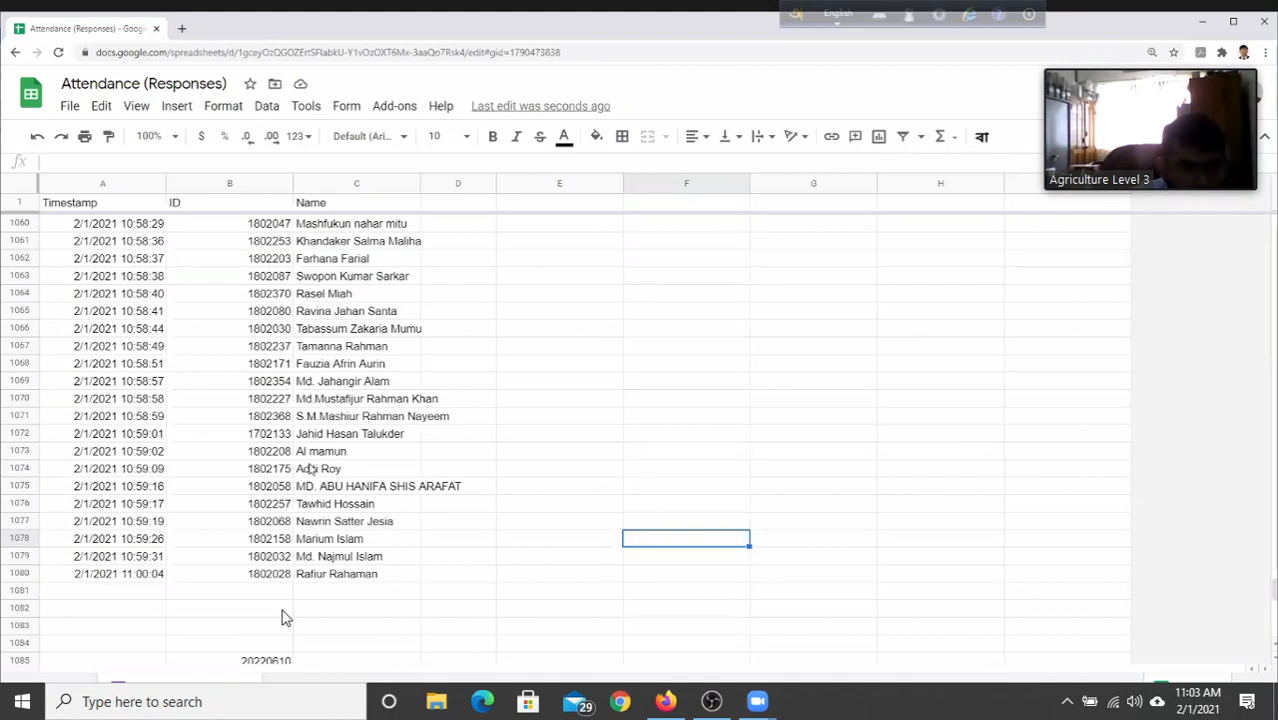 English
Attendance (Responses) - Googl
docs.google.com/spreadsheets/d/1gceyOzQGOZErtSFlabkU-Y1vOzOXT6Mx-3aaQo7Rsk4/edit#gid=1790473838
Attendance (Responses)
File Edit View Insert Format Data Tools Form Add-ons Help Last edit was seconds ago
100% $ % .0 .00 123 Default (Ari... 10 B I S A বা
fx
Agriculture Level 3
A B C D E F G H
1 Timestamp ID Name
1060 2/1/2021 10:58:29 1802047 Mashfukun nahar mitu
1061 2/1/2021 10:58:36 1802253 Khandaker Salma Maliha
1062 2/1/2021 10:58:37 1802203 Farhana Farial
1063 2/1/2021 10:58:38 1802087 Swopon Kumar Sarkar
1064 2/1/2021 10:58:40 1802370 Rasel Miah
1065 2/1/2021 10:58:41 1802080 Ravina Jahan Santa
1066 2/1/2021 10:58:44 1802030 Tabassum Zakaria Mumu
1067 2/1/2021 10:58:49 1802237 Tamanna Rahman
1068 2/1/2021 10:58:51 1802171 Fauzia Afrin Aurin
1069 2/1/2021 10:58:57 1802354 Md. Jahangir Alam
1070 2/1/2021 10:58:58 1802227 Md.Mustafijur Rahman Khan
1071 2/1/2021 10:58:59 1802368 S.M.Mashiur Rahman Nayeem
1072 2/1/2021 10:59:01 1702133 Jahid Hasan Talukder
1073 2/1/2021 10:59:02 1802208 Al mamun
1074 2/1/2021 10:59:09 1802175 Roy
1075 2/1/2021 10:59:16 1802058 MD. ABU HANIFA SHIS ARAFAT
1076 2/1/2021 10:59:17 1802257 Tawhid Hossain
1077 2/1/2021 10:59:19 1802068 Nawrin Satter Jesia
1078 2/1/2021 10:59:26 1802158 Marium Islam
1079 2/1/2021 10:59:31 1802032 Md. Najmul Islam
1080 2/1/2021 11:00:04 1802028 Rafiur Rahaman
1081
1082
1083
1084
1085 20220610
Type here to search
29
11:03 AM
2/1/2021